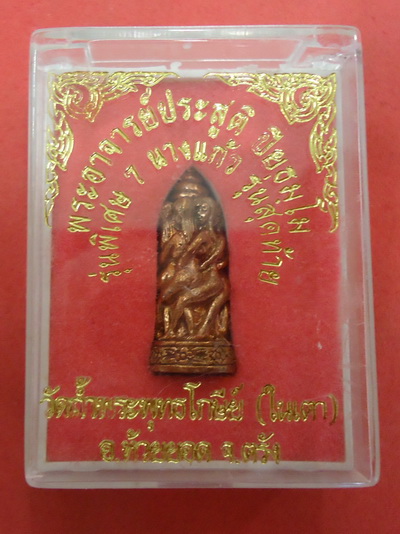 พระอาจารย์ประสูติ ปิยธมฺโม
รุ่นพิเศษ 7 นางแก้ว รุ่นสุดท้าย
วัดถ้ำพระพุทธโกษีย์ (ในเตา)
อ.ห้วยยอด จ.ตรัง